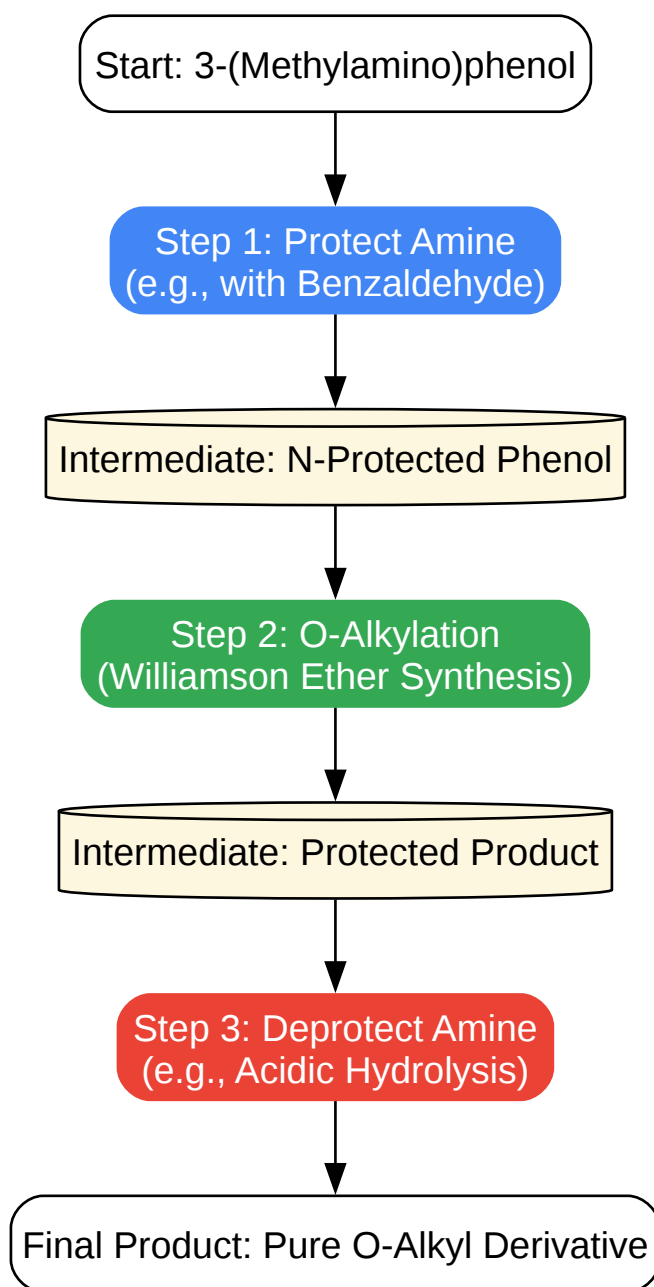 Start: 3-(Methylamino)phenol
Step 1: Protect Amine
(e.g., with Benzaldehyde)
Intermediate: N-Protected Phenol
Step 2: O-Alkylation
(Williamson Ether Synthesis)
Intermediate: Protected Product
Step 3: Deprotect Amine
(e.g., Acidic Hydrolysis)
Final Product: Pure O-Alkyl Derivative